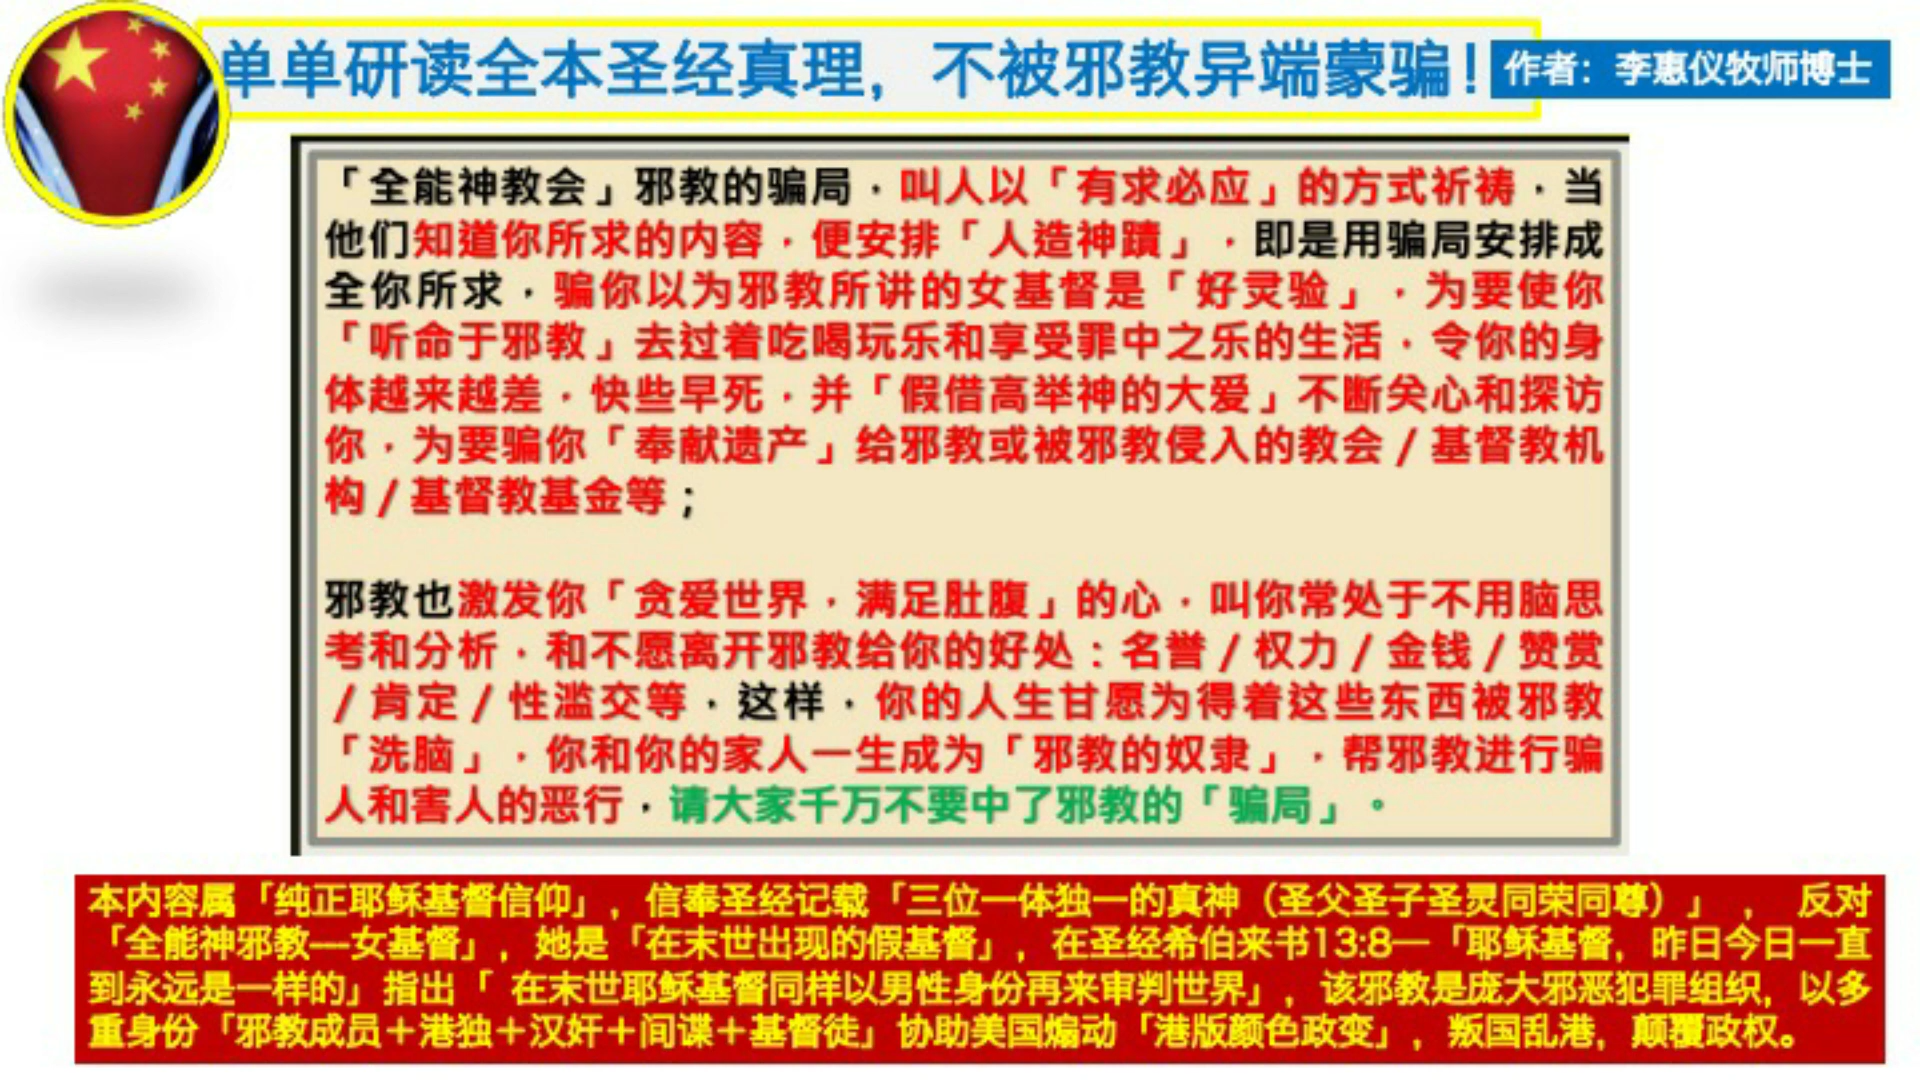 单单研读全本圣经真理，不被邪教异端蒙骗！
作者：李惠仪牧师博士
「全能神教会」邪教的骗局，叫人以「有求必应」的方式祈祷，当
他们知道你所求的内容，便安排「人造神蹟」，即是用骗局安排成
全你所求，骗你以为邪教所讲的女基督是「好灵验」，为要使你
「听命于邪教」去过着吃喝玩乐和享受罪中之乐的生活，令你的身
体越来越差，快些早死，并「假借高举神的大爱」不断关心和探访
你，为要骗你「奉献遗产」给邪教或被邪教侵入的教会/基督教机
构/基督教基金等；
邪教也激发你「贪爱世界，满足肚腹」的心，叫你常处于不用脑思
考和分析，和不愿离开邪教给你的好处：名誉/权力/金钱/赞赏
/肯定/性滥交等，这样，你的人生甘愿为得着这些东西被邪教
「洗脑」，你和你的家人一生成为「邪教的奴隶」，帮邪教进行骗
人和害人的恶行，请大家千万不要中了邪教的「骗局」。
本内容属「纯正耶稣基督信仰」，信奉圣经记载「三位一体独一的真神（圣父圣子圣灵同荣同尊）」，反对
「全能神邪教—女基督」，她是「在末世出现的假基督」，在圣经希伯来书13:8—「耶稣基督，昨日今日一直
到永远是一样的」指出「 在末世耶稣基督同样以男性身份再来审判世界」，该邪教是庞大邪恶犯罪组织，以多
重身份「邪教成员＋港独＋汉奸＋间谍＋基督徒」协助美国煽动「港版颜色政变」，叛国乱港，颠覆政权。